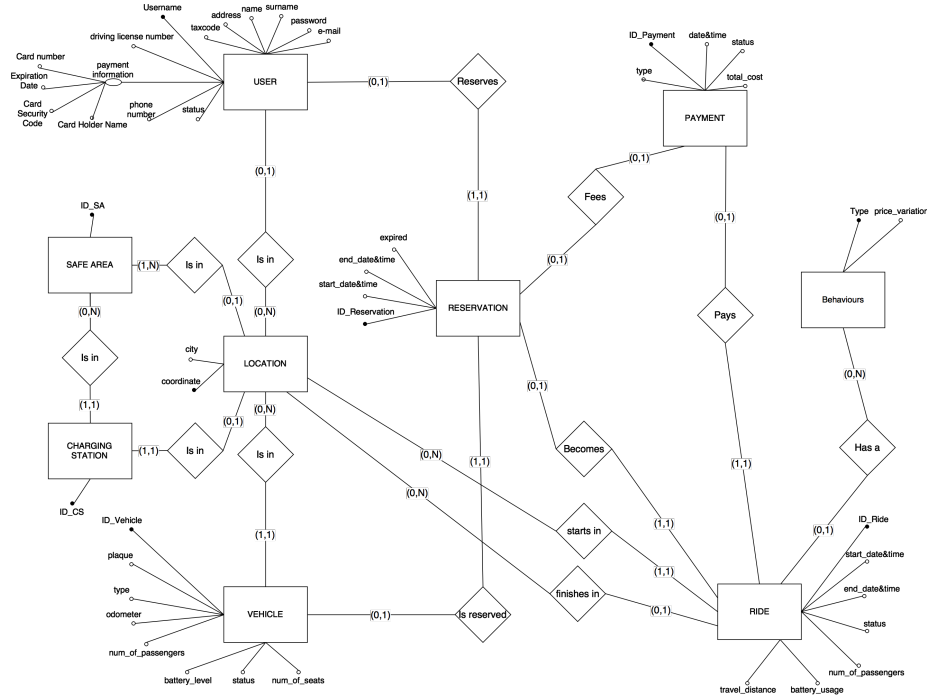 Username
name
surname
address
password
taxcode
e-mail
driving license number
Card number
payment
information
Expiration
Date
Card
Security
Code
Card Holder Name
phone
number
status
USER
(0,1)
Reserves
ID_Payment
date&time
status
type
total_cost
PAYMENT
(0,1)
(0,1)
(1,1)
Fees
(0,1)
ID_SA
SAFE AREA
(1,N)
Is in
(0,1)
Is in
(0,N)
(0,N)
Is in
(1,1)
expired
end_date&time
start_date&time
ID_Reservation
RESERVATION
(0,1)
Pays
Type
Behaviours
(0,N)
Has a
(0,1)
city
coordinate
LOCATION
(0,N)
(0,1)
Is in
(1,1)
Is in
CHARGING
STATION
ID_CS
(0,1)
Becomes
(1,1)
(1,1)
(1,1)
(0,N)
(0,N)
starts in
(1,1)
finishes in
(0,1)
(1,1)
ID_Vehicle
plaque
type
odometer
num_of_passengers
VEHICLE
(0,1)
Is reserved
battery_level
status
num_of_seats
RIDE
ID_Ride
start_date&time
end_date&time
status
num_of_passengers
travel_distance
battery_usage